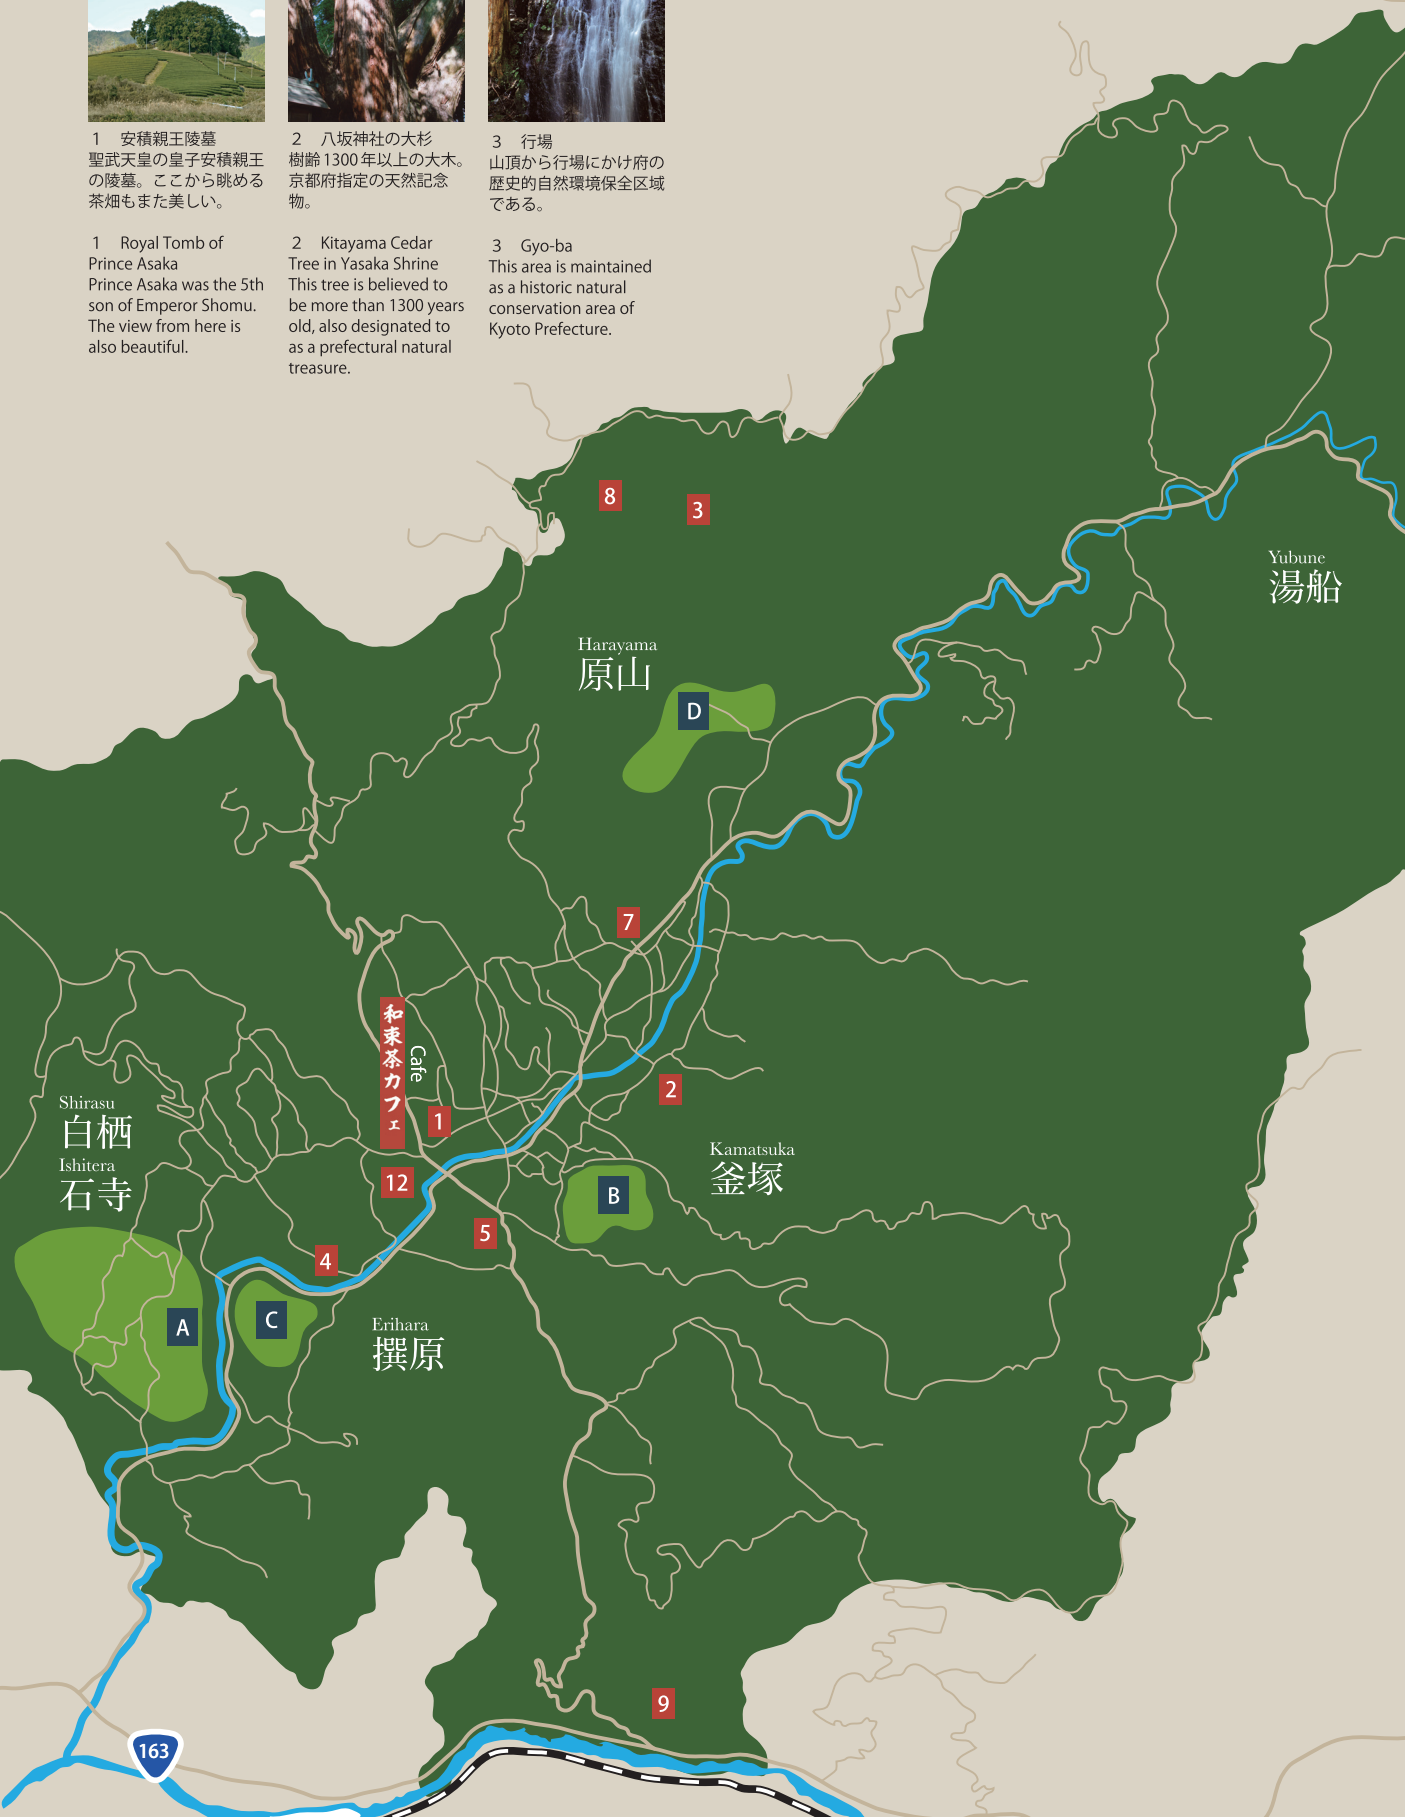 1　安積親王陵墓
聖武天皇の皇子安積親王
の陵墓。ここから眺める
茶畑もまた美しい。
1　Royal Tomb of
Prince Asaka
Prince Asaka was the 5th
son of Emperor Shomu.
The view from here is
also beautiful.
2　八坂神社の大杉
樹齢1300年以上の大木。
京都府指定の天然記念
物。
2　Kitayama Cedar
Tree in Yasaka Shrine
This tree is believed to
be more than 1300 years
old, also designated to
as a prefectural natural
treasure.
3　行場
山頂から行場にかけ府の
歴史的自然環境保全区域
である。
3　Gyo-ba
This area is maintained
as a historic natural
conservation area of
Kyoto Prefecture.
8
3
Yubune
湯船
Harayama
原山
D
7
和束茶カフェ
Cafe
2
1
Shirasu
白栖
Ishitera
石寺
Kamatsuka
釜塚
12
B
5
4
A
C
Erihara
撰原
9
163